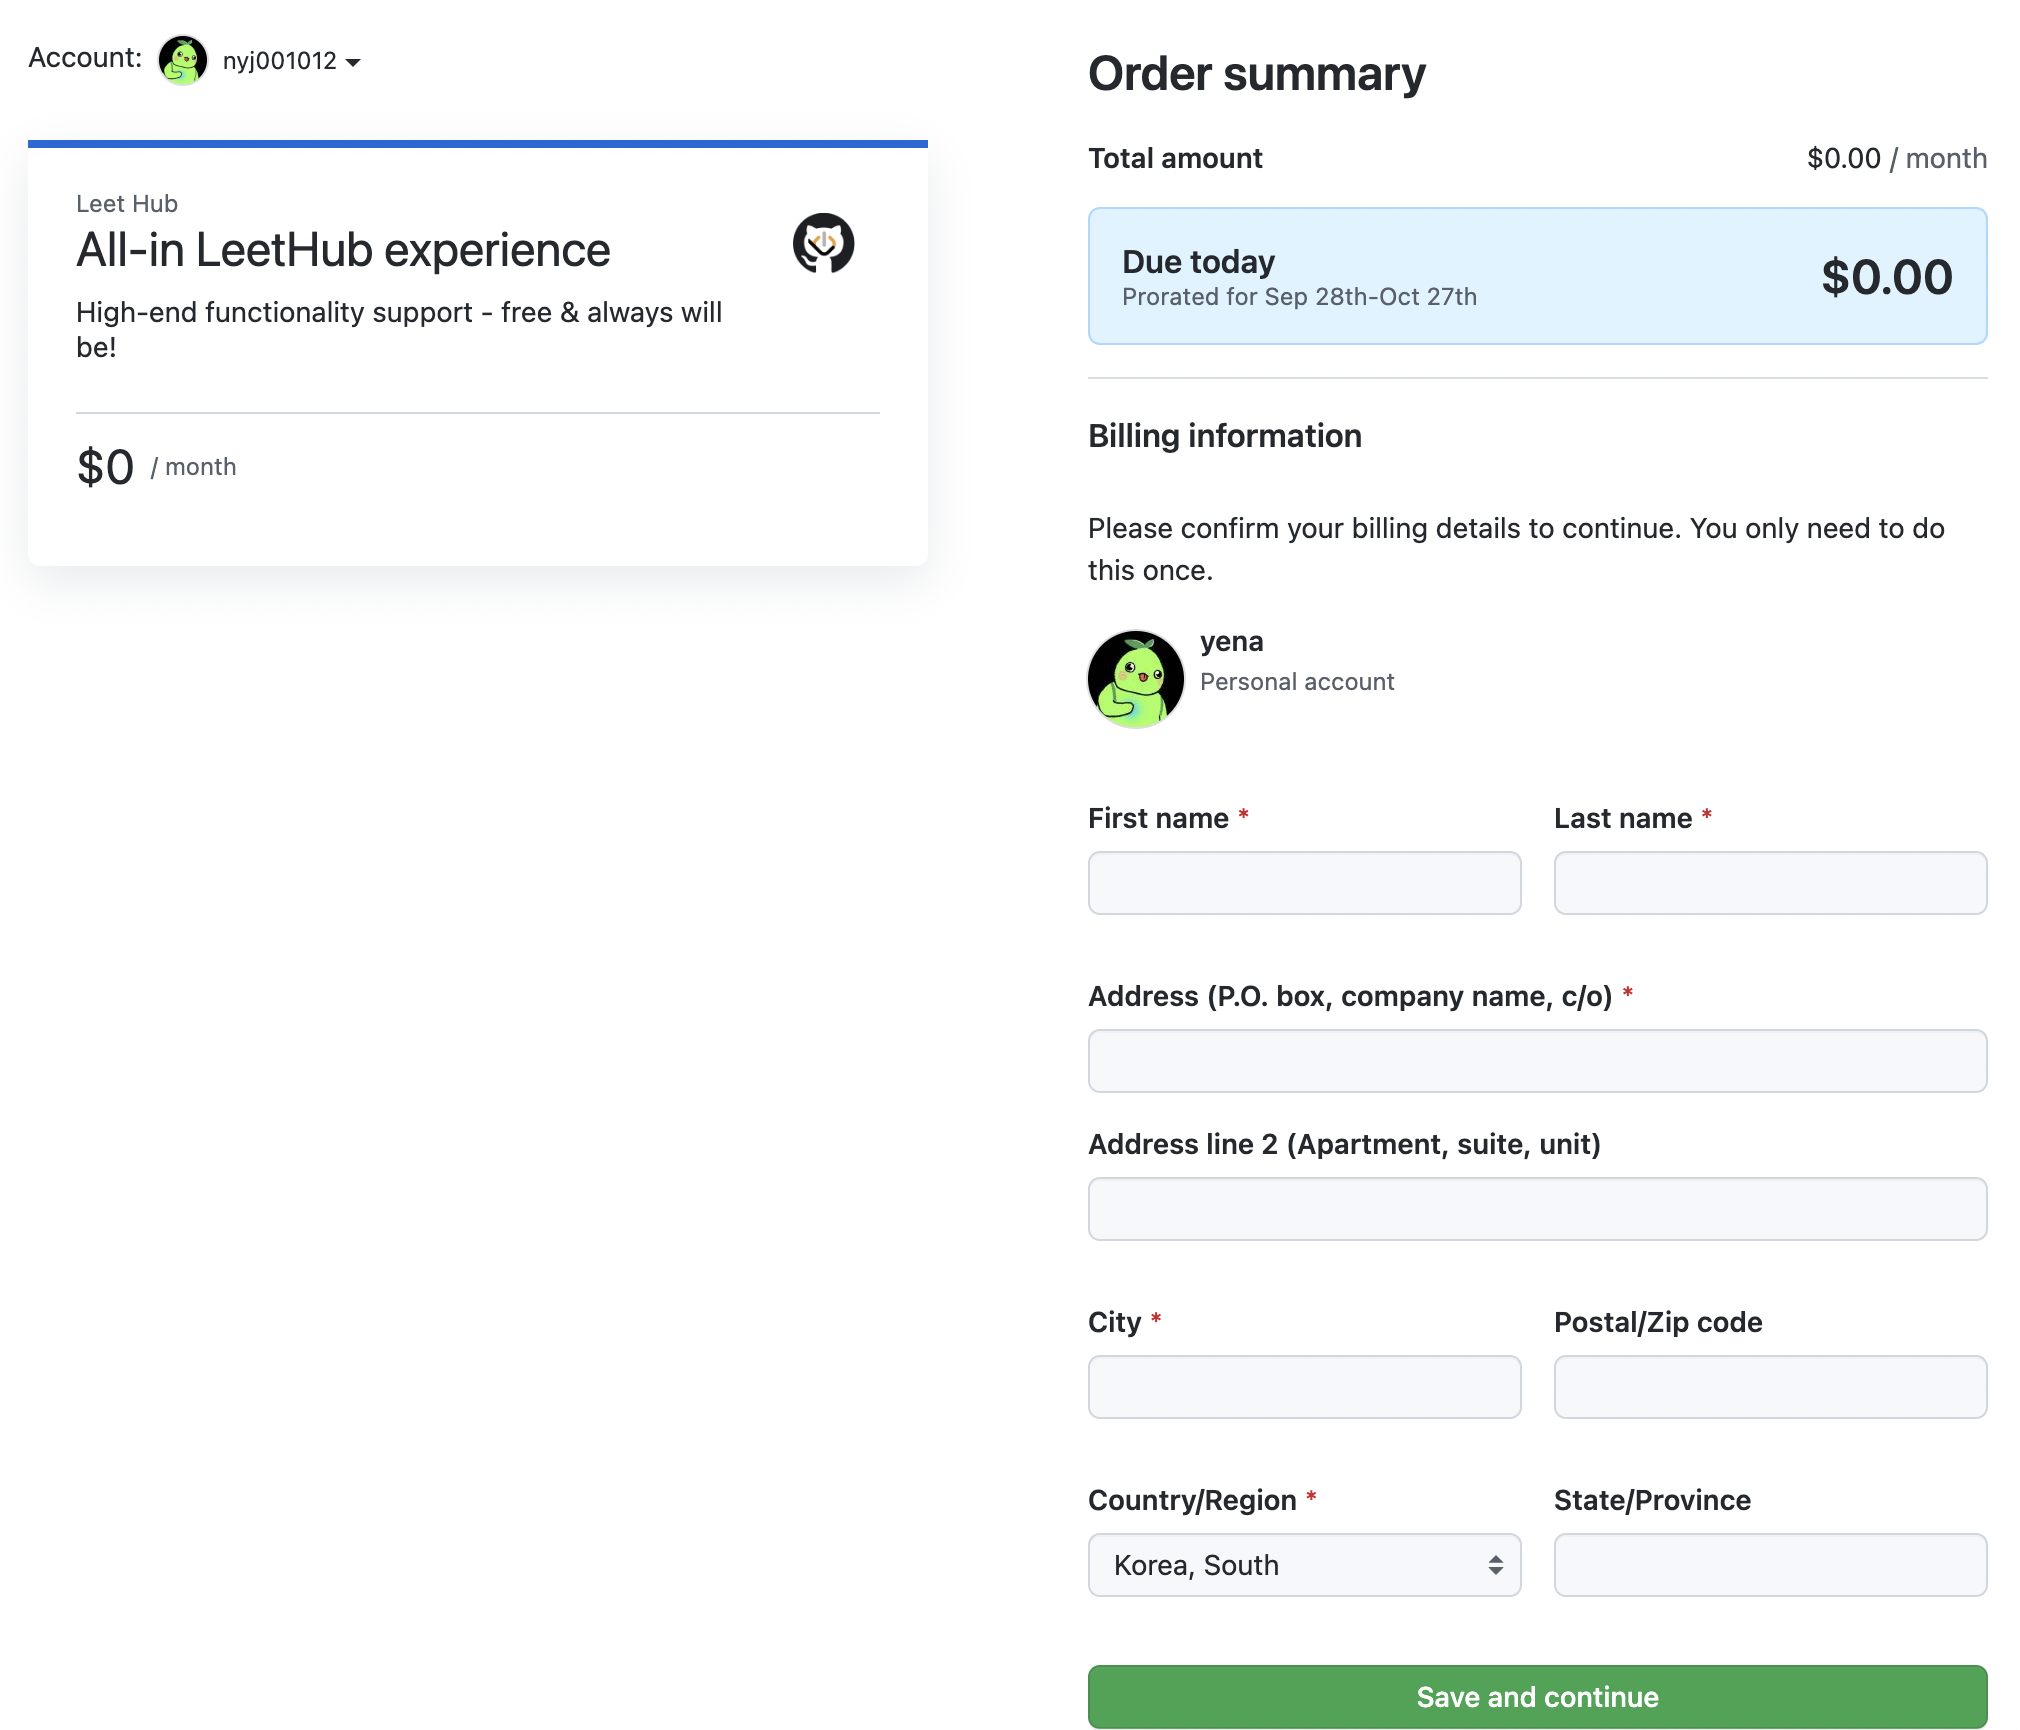 Account: nyj001012
Leet Hub
All-in LeetHub experience
High-end functionality support - free & always will
be!
$0 / month
Order summary
Total amount $0.00 / month
Due today $0.00
Prorated for Sep 28th-Oct 27th
Billing information
Please confirm your billing details to continue. You only need to do
this once.
yena
Personal account
First name * Last name *
Address (P.O. box, company name, c/o) *
Address line 2 (Apartment, suite, unit)
City * Postal/Zip code
Country/Region * State/Province
Korea, South
Save and continue